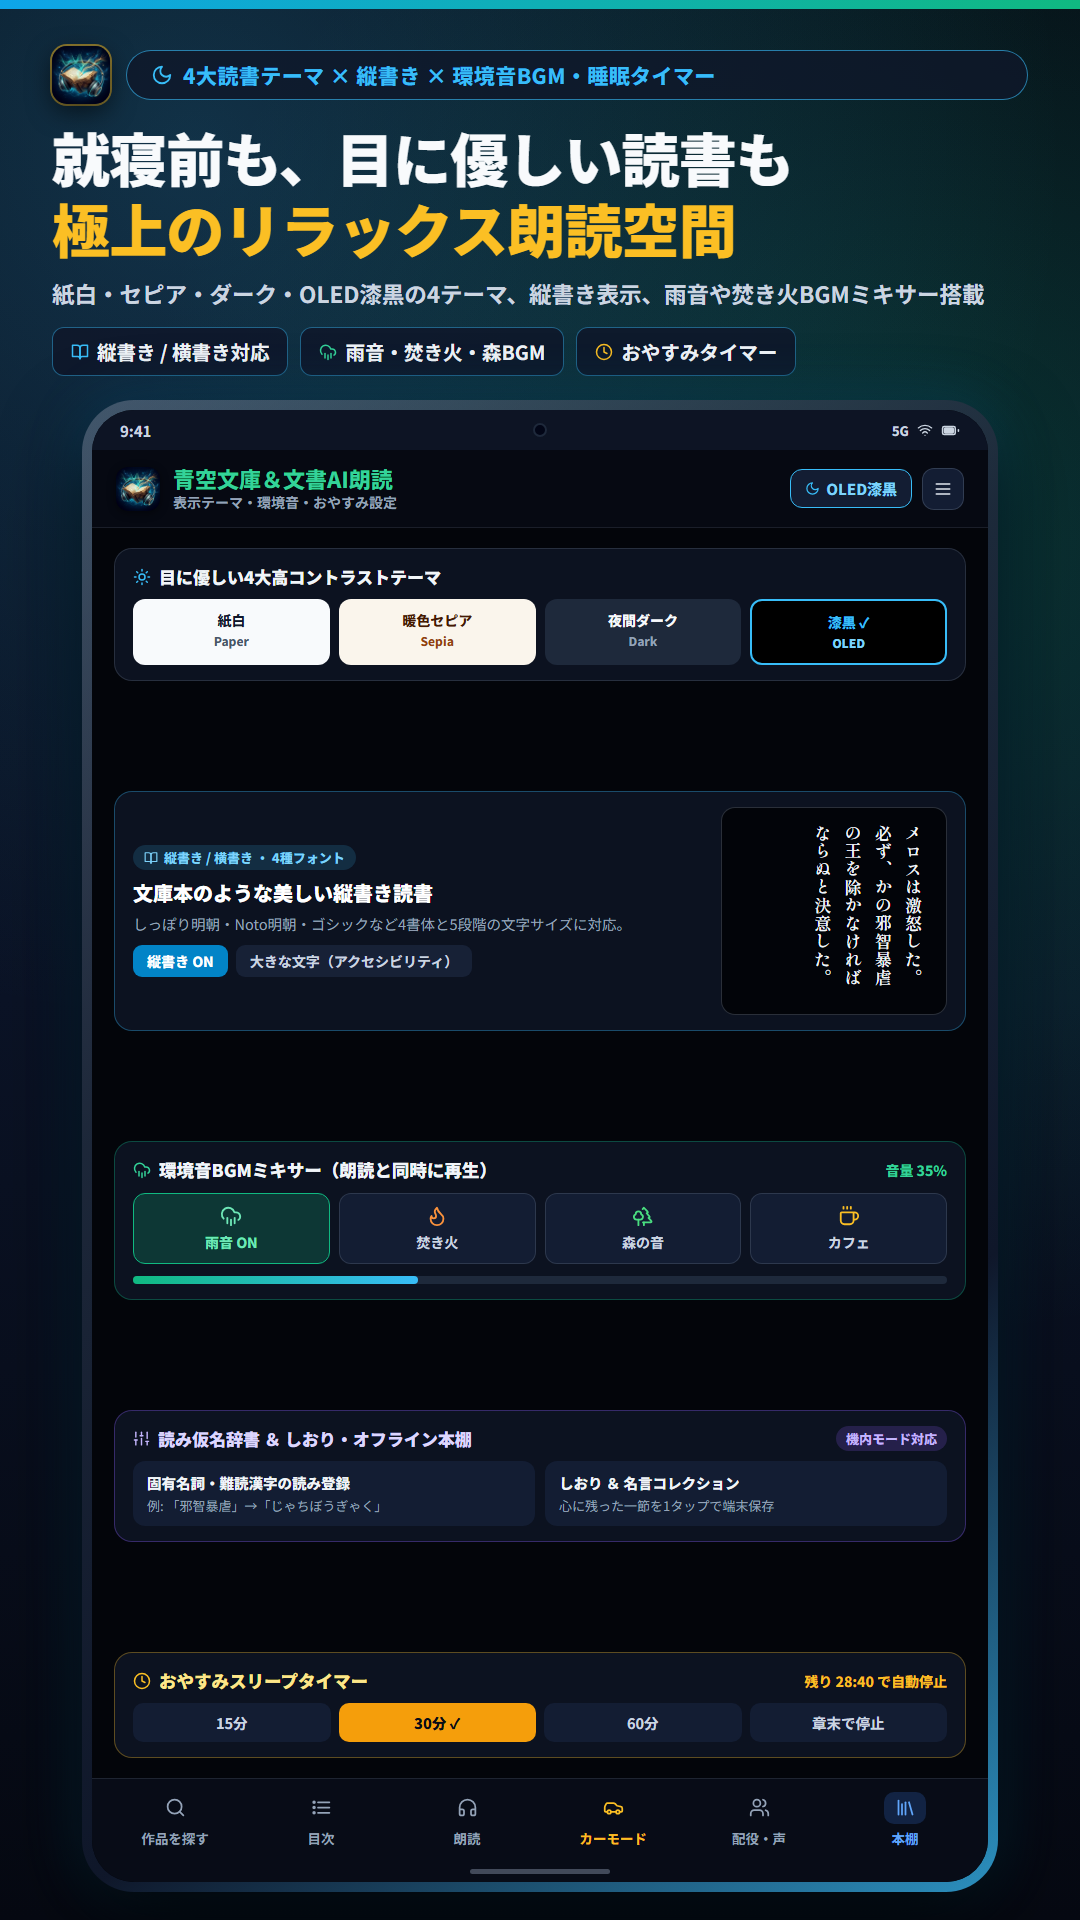 4大読書テーマ × 縦書き × 環境音BGM・睡眠タイマー
就寝前も、目に優しい読書も
極上のリラックス朗読空間
紙白・セピア・ダーク・OLED漆黒の4テーマ、縦書き表示、雨音や焚き火BGMミキサー搭載
縦書き / 横書き対応
雨音・焚き火・森BGM
おやすみタイマー
9:41
5G
青空文庫＆文書AI朗読
表示テーマ・環境音・おやすみ設定
OLED漆黒
目に優しい4大高コントラストテーマ
紙白
Paper
暖色セピア
Sepia
夜間ダーク
Dark
漆黒 ✓
OLED
縦書き / 横書き ・ 4種フォント
文庫本のような美しい縦書き読書
しっぽり明朝・Noto明朝・ゴシックなど4書体と5段階の文字サイズに対応。
縦書き ON
大きな文字（アクセシビリティ）
メロスは激怒した。
必ず、かの邪智暴虐
の王を除かなければ
ならぬと決意した。
環境音BGMミキサー（朗読と同時に再生）
音量 35%
雨音 ON
焚き火
森の音
カフェ
読み仮名辞書 ＆ しおり・オフライン本棚
機内モード対応
固有名詞・難読漢字の読み登録
例: 「邪智暴虐」→「じゃちぼうぎゃく」
しおり ＆ 名言コレクション
心に残った一節を1タップで端末保存
おやすみスリープタイマー
残り 28:40 で自動停止
15分
30分 ✓
60分
章末で停止
作品を探す
目次
朗読
カーモード
配役・声
本棚